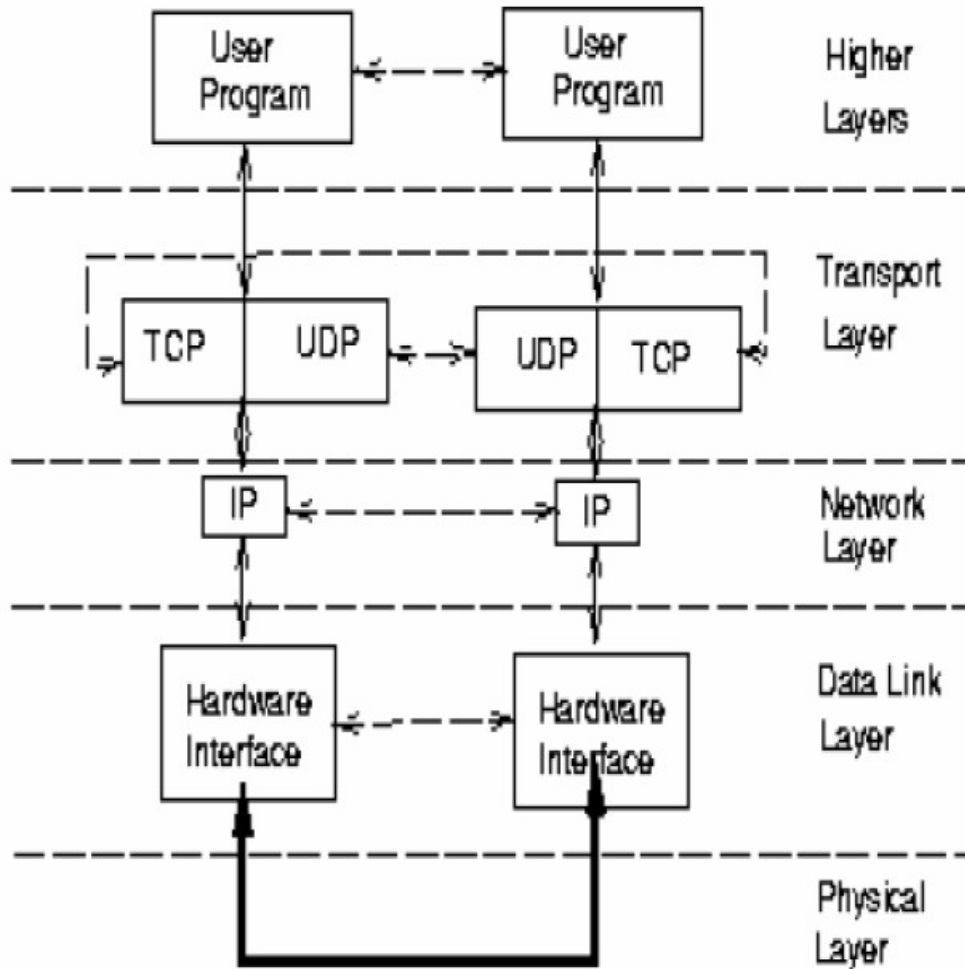 User
Program
User
Program
Higher
Layers
TCP
UDP
UDP
TCP
Transport
Layer
IP
IP
Network
Layer
Hardware
Interface
Hardware
Interface
Data Link
Layer
Physical
Layer